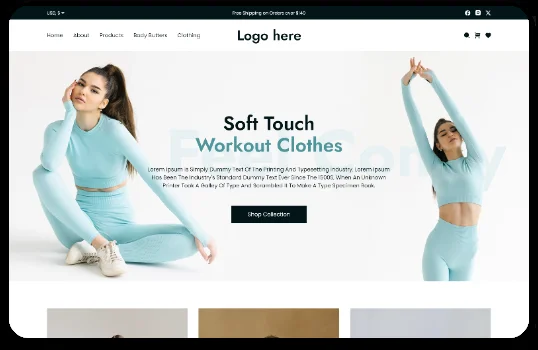 USD, $
Free Shipping on Orders over $140
Home About Products Body Butters Clothing
Logo here
Soft Touch
Workout Clothes
Lorem Ipsum Is Simply Dummy Text Of The Printing And Typesetting Industry. Lorem Ipsum
Has Been The Industry's Standard Dummy Text Ever Since The 1500S, When An Unknown
Printer Took A Galley Of Type And Scrambled It To Make A Type Specimen Book.
Shop Collection